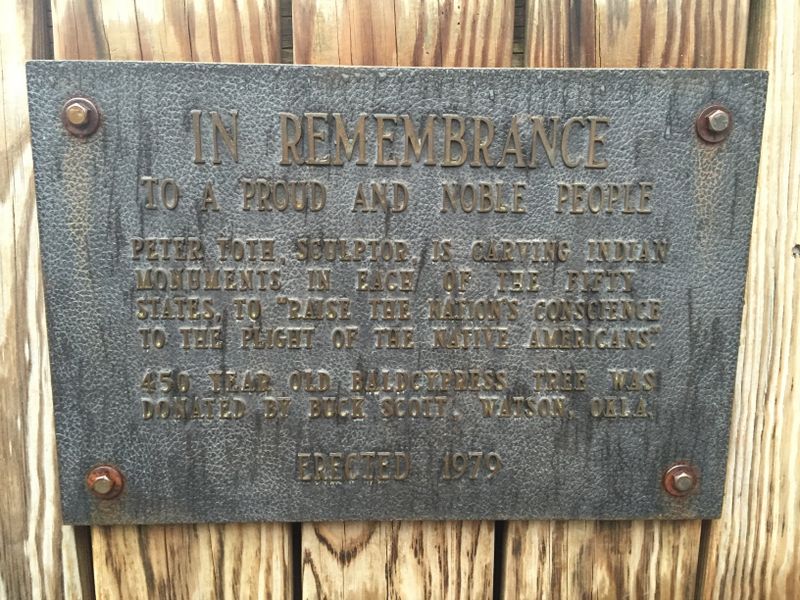 IN REMEMBRANCE
TO A PROUD AND NOBLE PEOPLE
PETER TOTH, SCULPTOR, IS CARVING INDIAN
MONUMENTS IN EACH OF THE FIFTY
STATES, TO "RAISE THE NATION'S CONSCIENCE
TO THE PLIGHT OF THE NATIVE AMERICANS"
450 YEAR OLD BALDCYPRESS TREE WAS
DONATED BY BUCK SCOTT, WATSON, OKLA.
ERECTED 1979